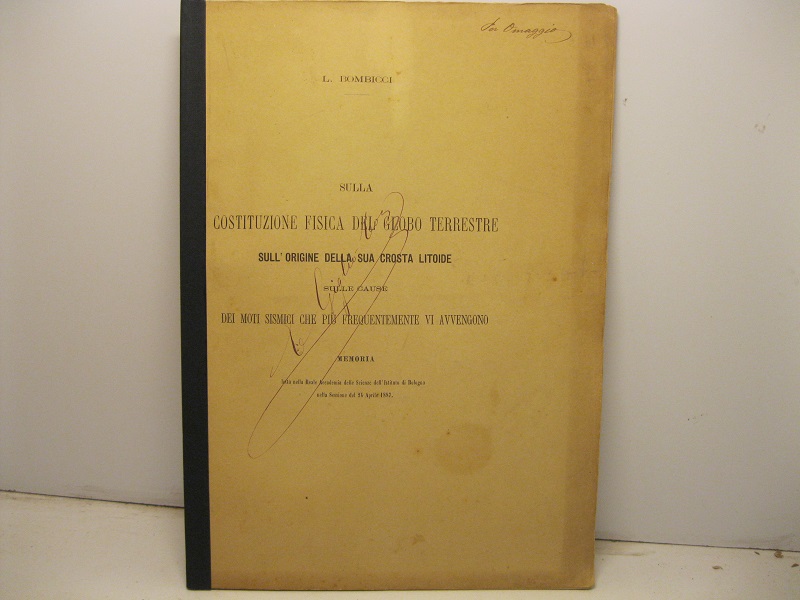 Per Omaggio
L. BOMBICCI
SULLA
COSTITUZIONE FISICA DEL GLOBO TERRESTRE
SULL' ORIGINE DELLA SUA CROSTA LITOIDE
SULLE CAUSE
DEI MOTI SISMICI CHE PIÙ FREQUENTEMENTE VI AVVENGONO
MEMORIA
letta nella Reale Accademia delle Scienze dell' Istituto di Bologna
nella Sessione del 24 Aprile 1887.